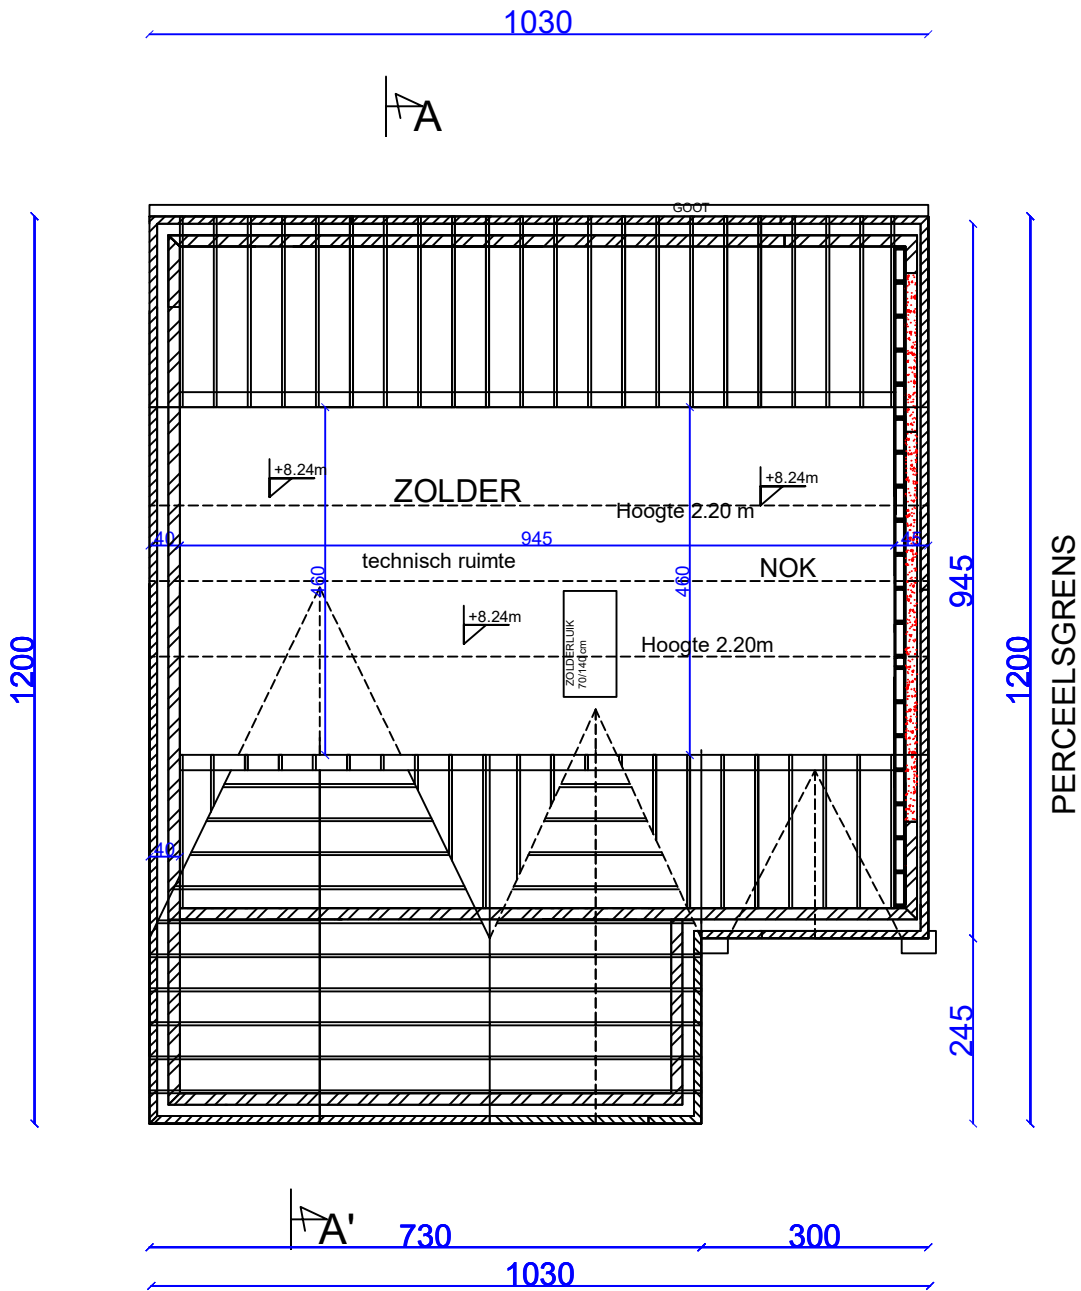 1030
A
GOOT
+8.24m
+8.24m
ZOLDER
Hoogte 2.20 m
40
945
45
technisch ruimte
NOK
460
460
+8.24m
ZOLDERLUIK
70/140 cm
Hoogte 2.20m
1200
945
1200
PERCEELSGRENS
40
245
A'
730
300
1030